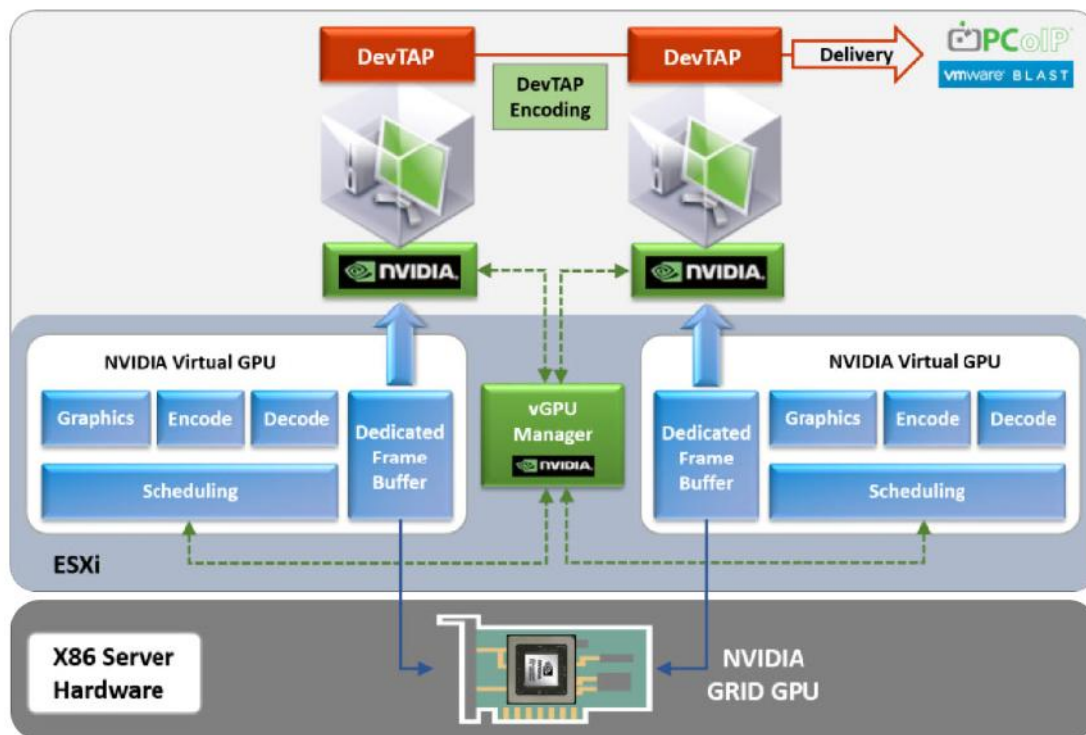 DevTAP
DevTAP
Delivery
PCoIP
vmware BLAST
DevTAP
Encoding
NVIDIA.
NVIDIA.
NVIDIA Virtual GPU
Graphics
Encode
Decode
Dedicated
Frame
Buffer
Scheduling
vGPU
Manager
NVIDIA.
NVIDIA Virtual GPU
Dedicated
Frame
Buffer
Graphics
Encode
Decode
Scheduling
ESXi
X86 Server
Hardware
NVIDIA
GRID GPU